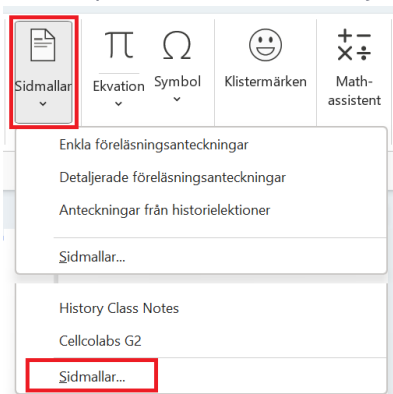 Sidmallar
Ekvation
Symbol
Klistermärken
Math-
assistent
Enkla föreläsningsanteckningar
Detaljerade föreläsningsanteckningar
Anteckningar från historielektioner
Sidmallar...
History Class Notes
Cellcolabs G2
Sidmallar...